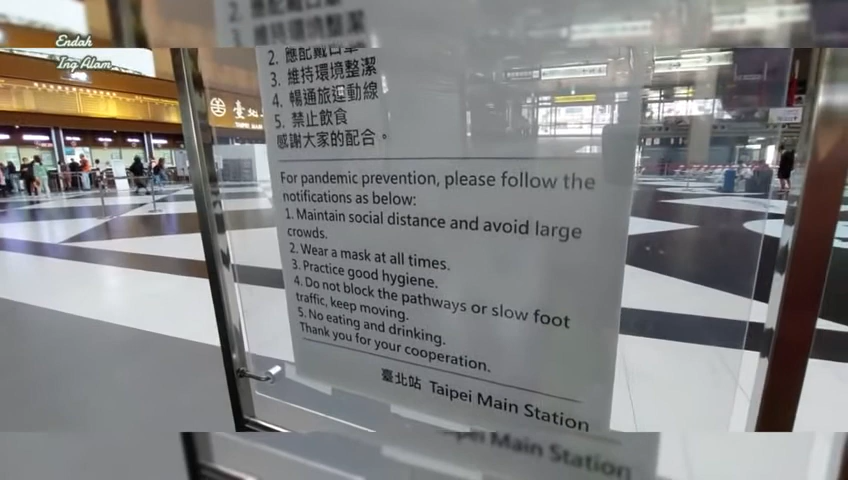 Endah
Ing Alam
2. 應配戴口罩
3. 維持環境整潔
4. 暢通旅運動線
5. 禁止飲食
感謝大家的配合。
For pandemic prevention, please follow the
notifications as below:
1. Maintain social distance and avoid large
crowds.
2. Wear a mask at all times.
3. Practice good hygiene.
4. Do not block the pathways or slow foot
traffic, keep moving.
5. No eating and drinking.
Thank you for your cooperation.
臺北站 Taipei Main Station
臺北
TAIPEI MAIN
Main Station